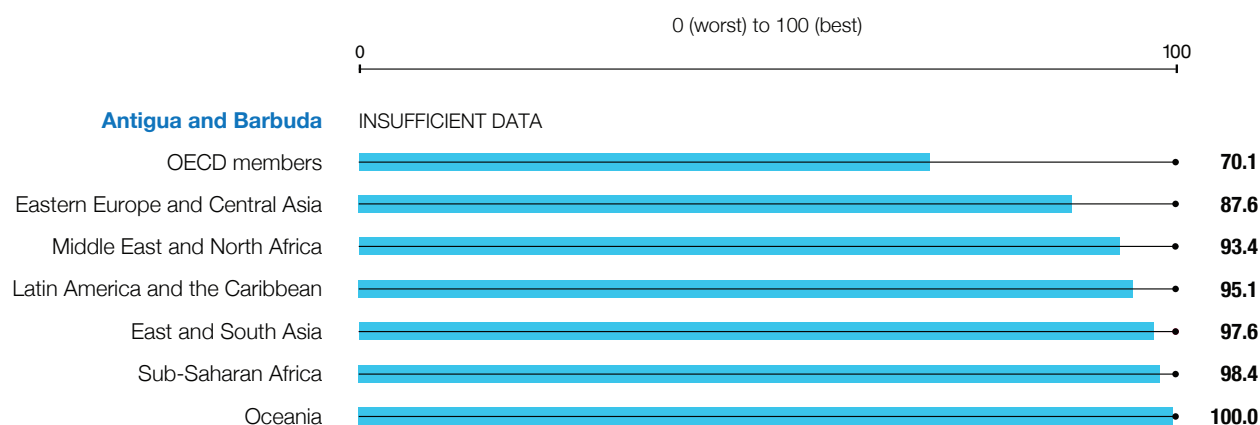 0 (worst) to 100 (best)
0 100
Antigua and Barbuda INSUFFICIENT DATA
OECD members 70.1
Eastern Europe and Central Asia 87.6
Middle East and North Africa 93.4
Latin America and the Caribbean 95.1
East and South Asia 97.6
Sub-Saharan Africa 98.4
Oceania 100.0